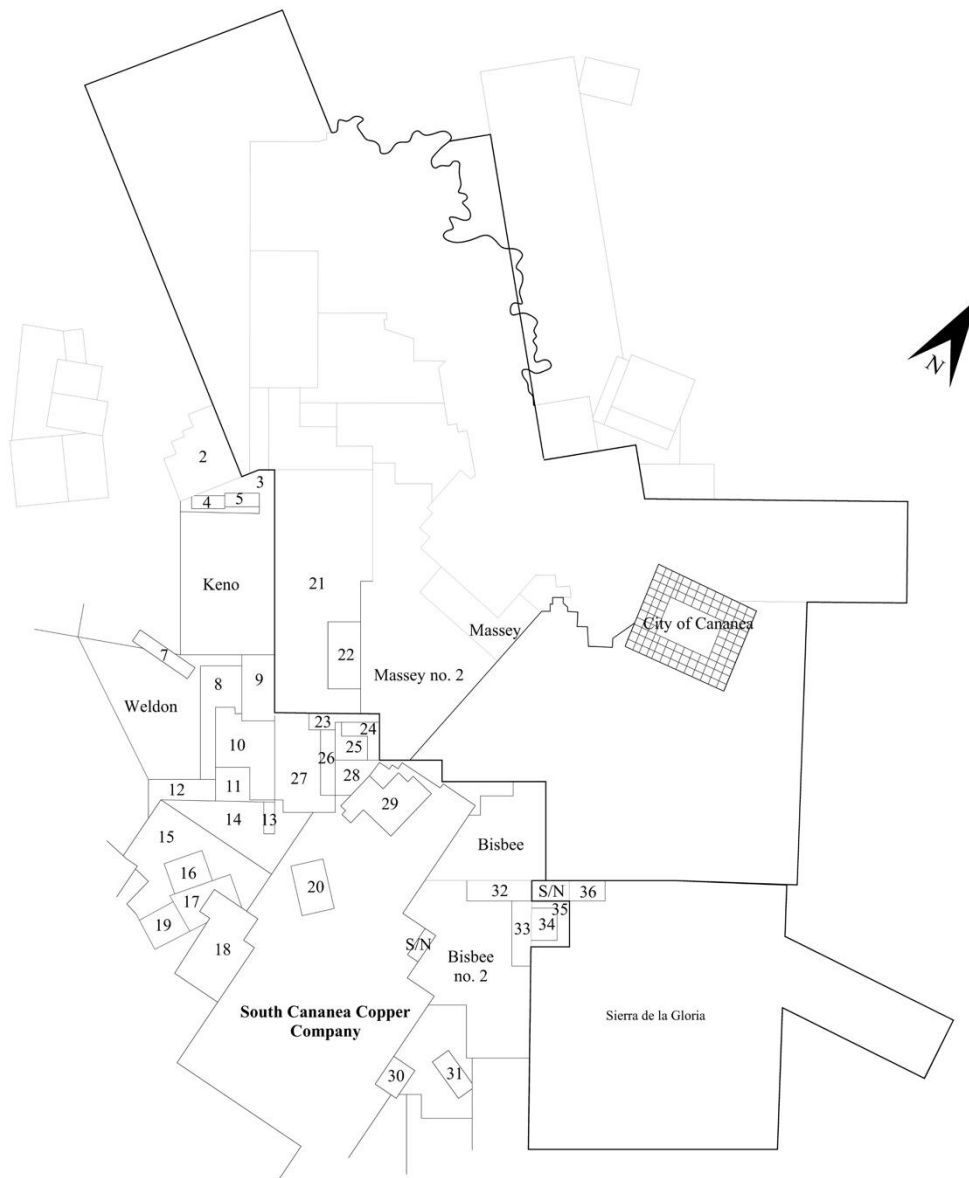 N
2
3
4
5
Keno
21
City of Cananea
Massey
22
7
Massey no. 2
8
9
Weldon
23
24
10
26
25
27
28
12
11
29
14
13
15
Bisbee
16
20
32
S/N
36
17
35
19
33
34
18
S/N
Bisbee
no. 2
South Cananea Copper
Company
Sierra de la Gloria
30
31